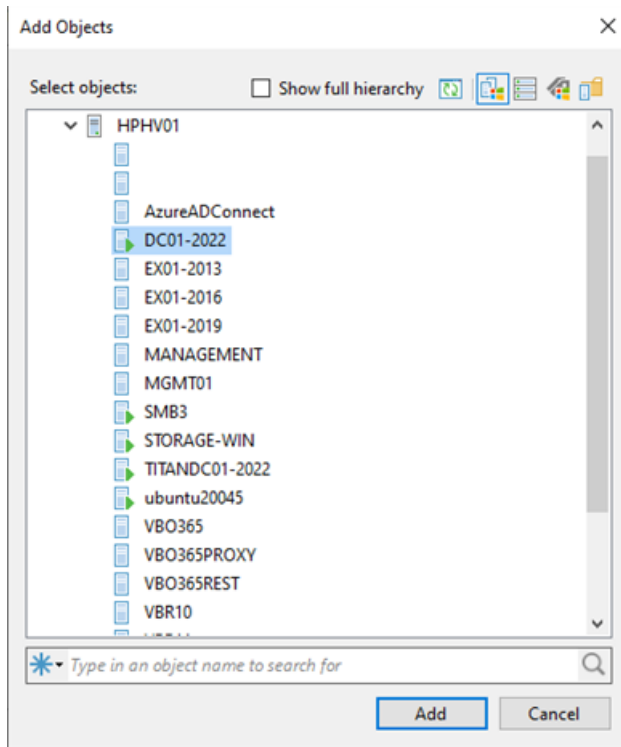 Add Objects
Select objects:
Show full hierarchy
HPHV01
AzureADConnect
DC01-2022
EX01-2013
EX01-2016
EX01-2019
MANAGEMENT
MGMT01
SMB3
STORAGE-WIN
TITANDC01-2022
ubuntu20045
VBO365
VBO365PROXY
VBO365REST
VBR10
Type in an object name to search for
Add Cancel